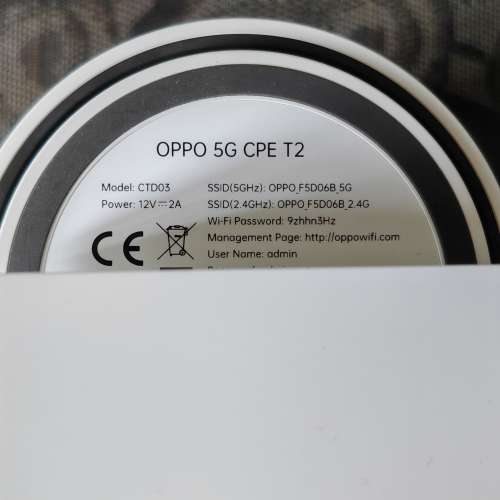 OPPO 5G CPE T2
Model: CTD03
Power: 12V⎓2A
SSID(5GHz): OPPO_F5D06B_5G
SSID(2.4GHz): OPPO_F5D06B_2.4G
Wi-Fi Password: 9zhhn3Hz
Management Page: http://oppowifi.com
User Name: admin
CE